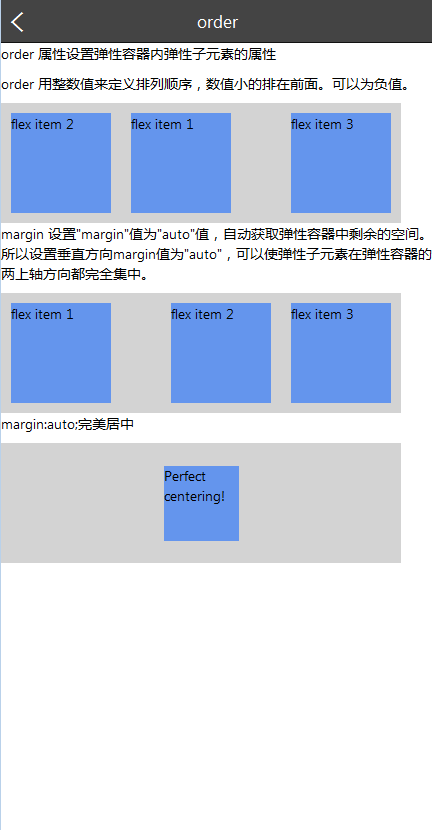 order
order 属性设置弹性容器内弹性子元素的属性
order 用整数值来定义排列顺序，数值小的排在前面。可以为负值。
flex item 2 flex item 1 flex item 3
margin 设置"margin"值为"auto"值，自动获取弹性容器中剩余的空间。
所以设置垂直方向margin值为"auto"，可以使弹性子元素在弹性容器的
两上轴方向都完全集中。
flex item 1 flex item 2 flex item 3
margin:auto;完美居中
Perfect
centering!